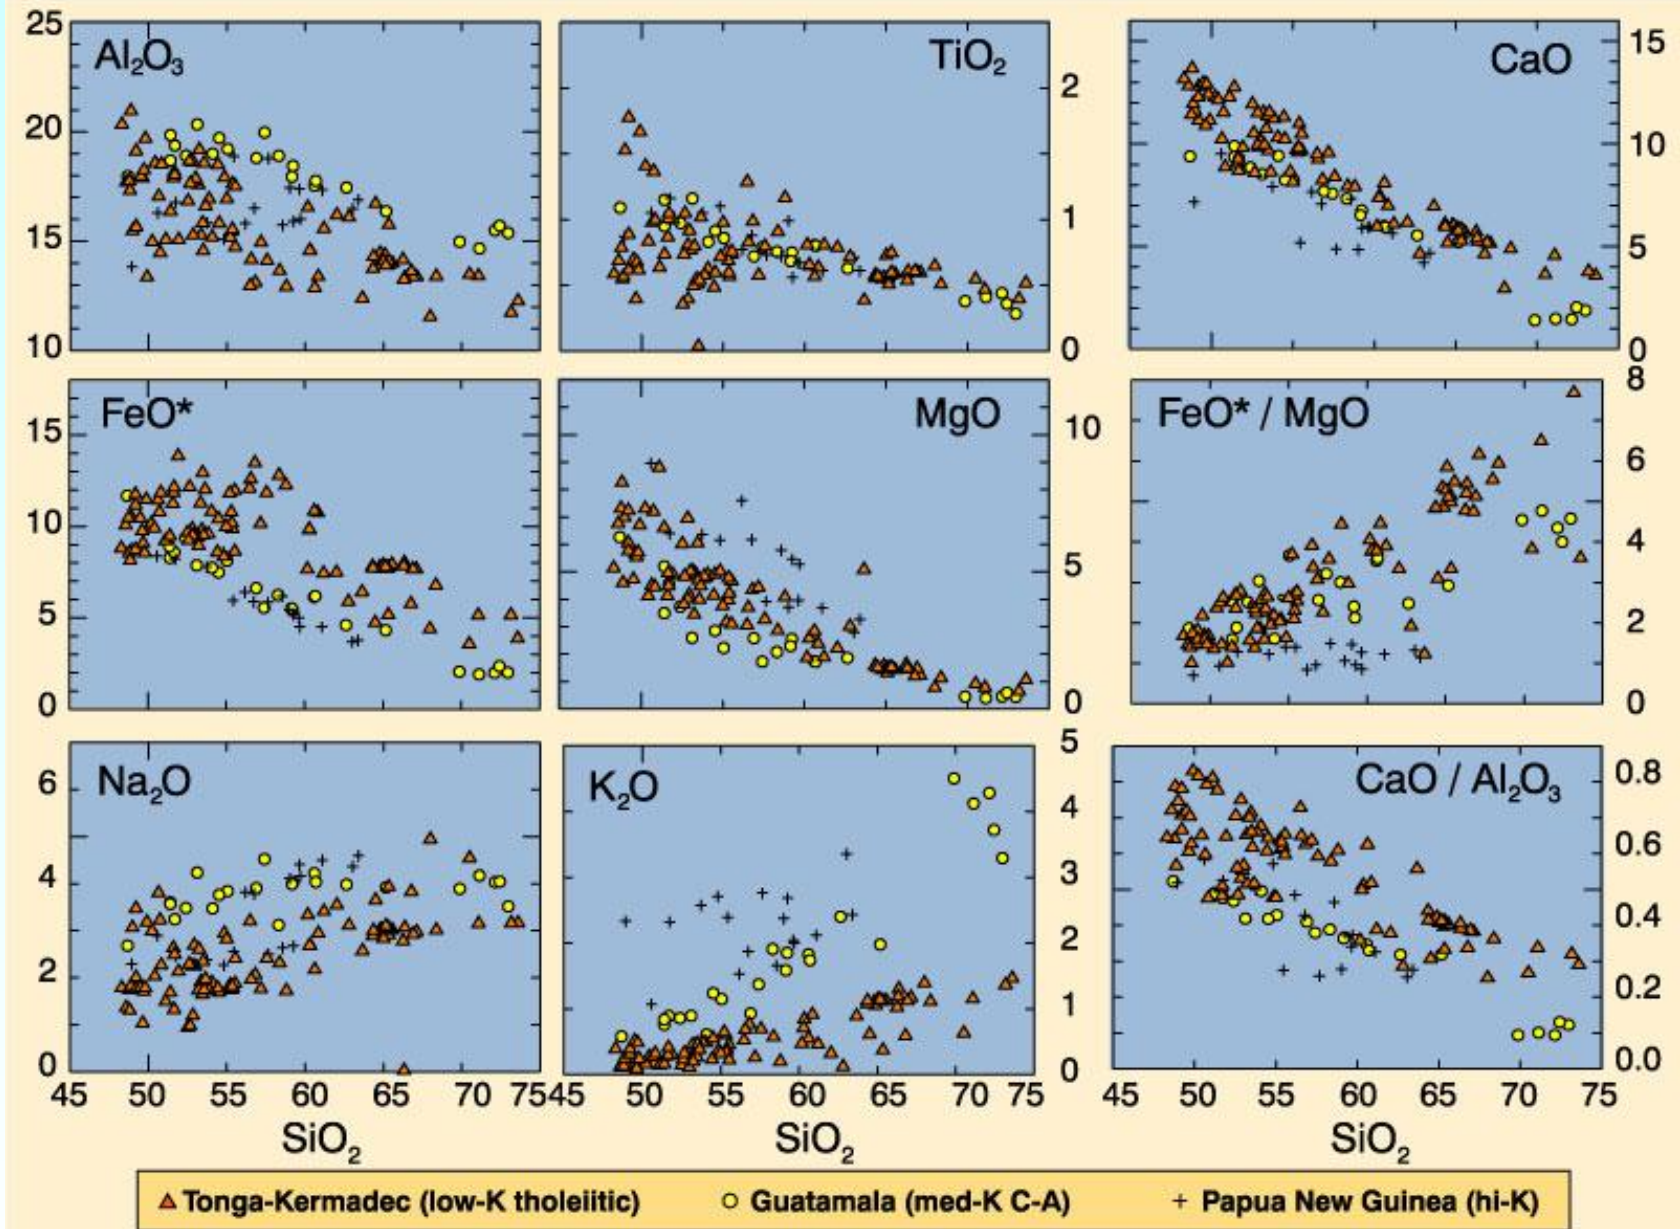 25
20
15
10
Al₂O₃
TiO₂
2
1
0
CaO
15
10
5
0
15
10
5
0
FeO*
MgO
10
5
0
FeO* / MgO
8
6
4
2
0
6
4
2
0
Na₂O
K₂O
5
4
3
2
1
0
CaO / Al₂O₃
0.8
0.6
0.4
0.2
0.0
45 50 55 60 65 70 75
45 50 55 60 65 70 75
45 50 55 60 65 70 75
SiO₂
SiO₂
SiO₂
Tonga-Kermadec (low-K tholeiitic)
Guatamala (med-K C-A)
Papua New Guinea (hi-K)